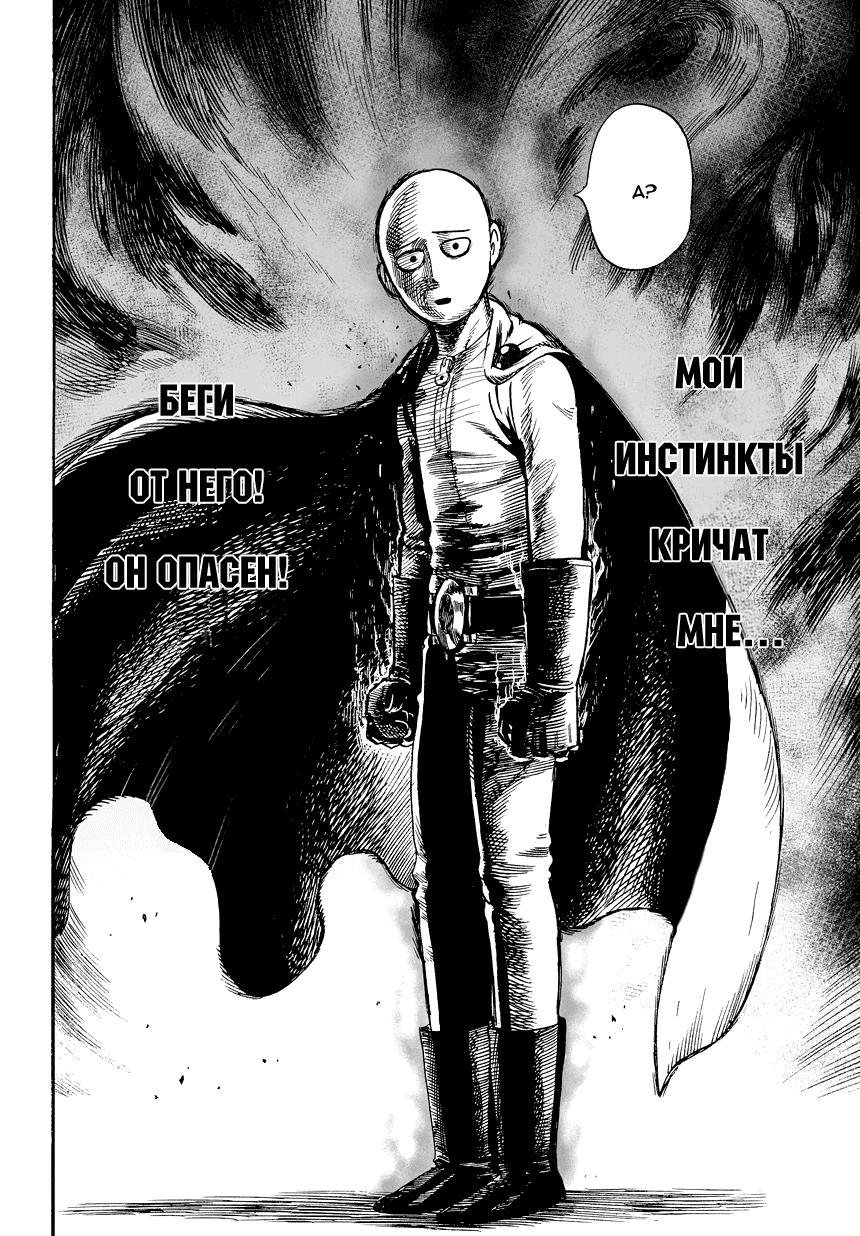 А?
МОИ
ИНСТИНКТЫ
КРИЧАТ
МНЕ...
БЕГИ
ОТ НЕГО!
ОН ОПАСЕН!